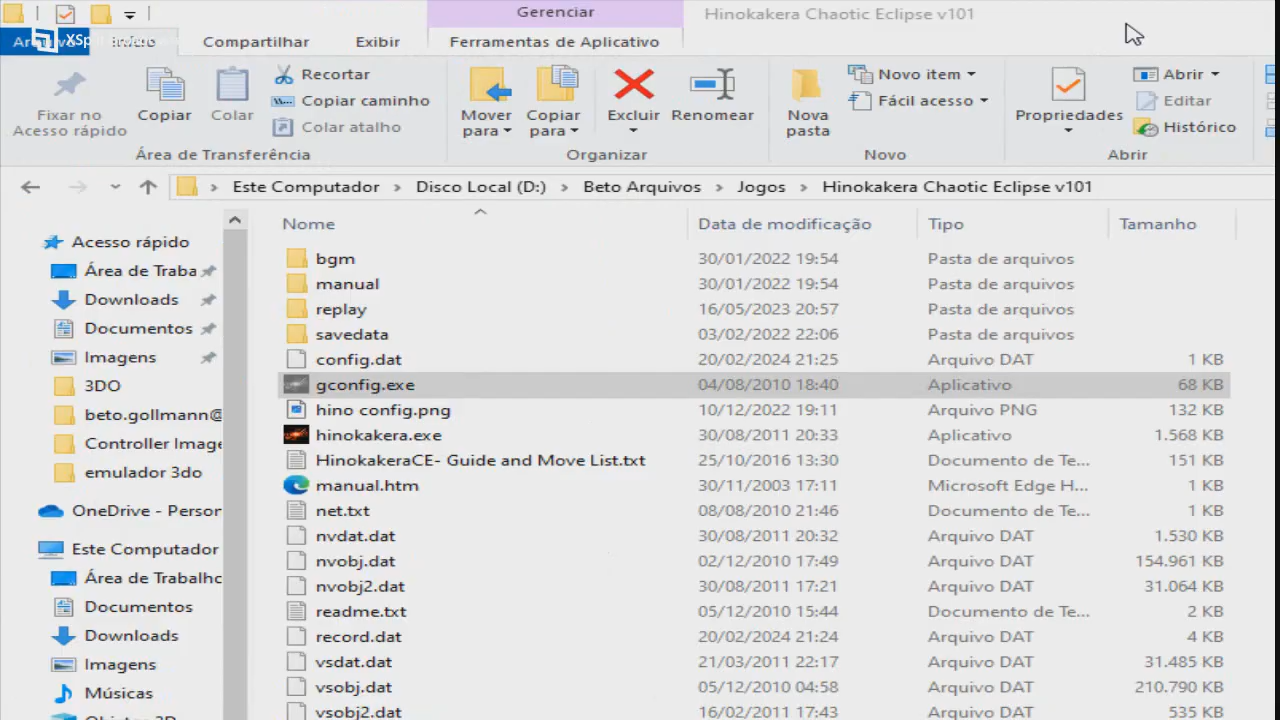 Gerenciar
Hinokakera Chaotic Eclipse v101
Início
Compartilhar
Exibir
Ferramentas de Aplicativo
Fixar no Acesso rápido
Copiar
Colar
Recortar
Copiar caminho
Colar atalho
Mover para
Copiar para
Excluir
Renomear
Nova pasta
Novo item
Fácil acesso
Propriedades
Abrir
Editar
Histórico
Área de Transferência
Organizar
Novo
Abrir
Este Computador > Disco Local (D:) > Beto Arquivos > Jogos > Hinokakera Chaotic Eclipse v101
Acesso rápido
Área de Traba
Downloads
Documentos
Imagens
3DO
beto.gollmann@
Controller Image
emulador 3do
OneDrive - Person
Este Computador
Área de Trabalho
Documentos
Downloads
Imagens
Músicas
Nome Data de modificação Tipo Tamanho
bgm 30/01/2022 19:54 Pasta de arquivos
manual 30/01/2022 19:54 Pasta de arquivos
replay 16/05/2023 20:57 Pasta de arquivos
savedata 03/02/2022 22:06 Pasta de arquivos
config.dat 20/02/2024 21:25 Arquivo DAT 1 KB
gconfig.exe 04/08/2010 18:40 Aplicativo 68 KB
hino config.png 10/12/2022 19:11 Arquivo PNG 132 KB
hinokakera.exe 30/08/2011 20:33 Aplicativo 1.568 KB
HinokakeraCE- Guide and Move List.txt 25/10/2016 13:30 Documento de Te... 151 KB
manual.htm 30/11/2003 17:11 Microsoft Edge H... 1 KB
net.txt 08/08/2010 21:46 Documento de Te... 1 KB
nvdat.dat 30/08/2011 20:32 Arquivo DAT 1.530 KB
nvobj.dat 02/12/2010 17:49 Arquivo DAT 154.961 KB
nvobj2.dat 30/08/2011 17:21 Arquivo DAT 31.064 KB
readme.txt 05/12/2010 15:44 Documento de Te... 2 KB
record.dat 20/02/2024 21:24 Arquivo DAT 4 KB
vsdat.dat 21/03/2011 22:17 Arquivo DAT 31.485 KB
vsobj.dat 05/12/2010 04:58 Arquivo DAT 210.790 KB
vsobj2.dat 16/02/2011 17:43 Arquivo DAT 535 KB